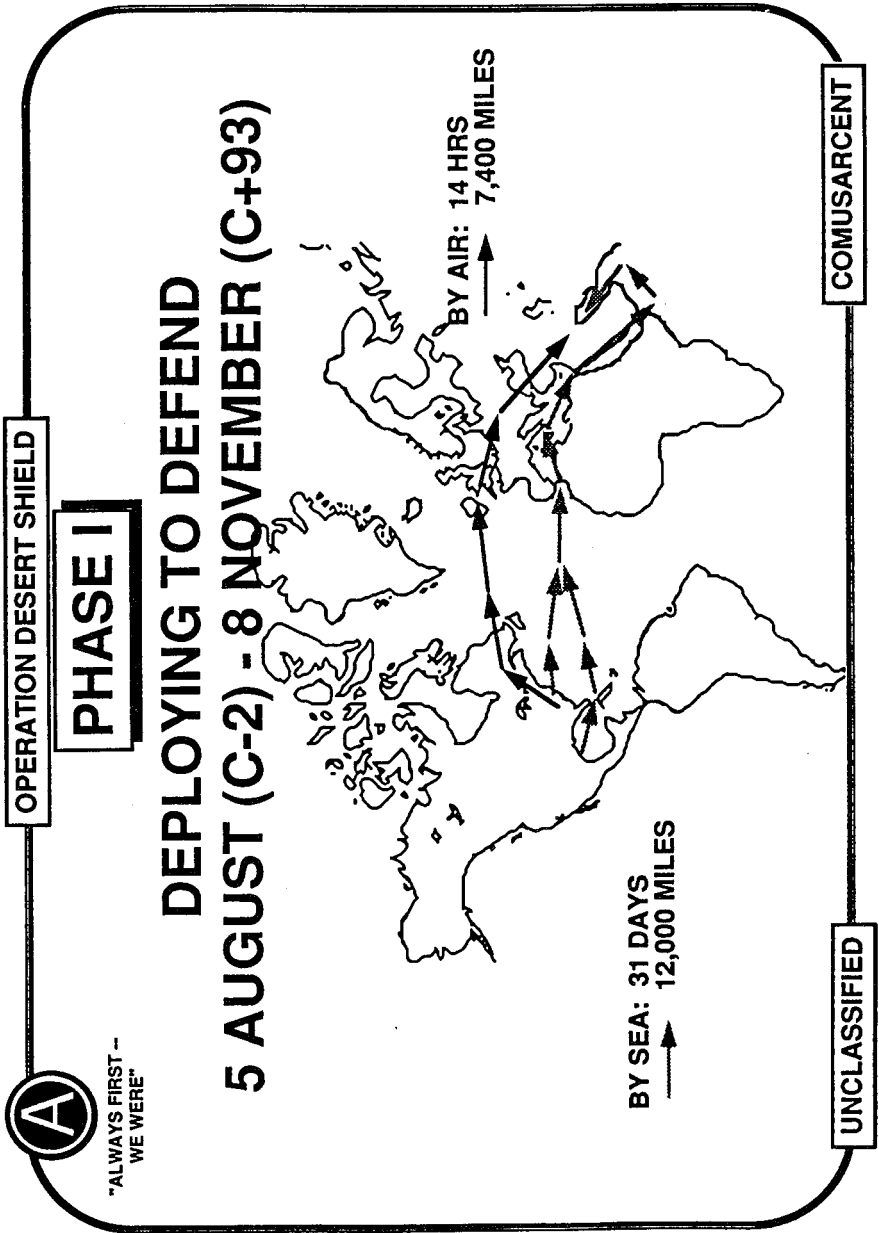 OPERATION DESERT SHIELD
A
"ALWAYS FIRST --
WE WERE"
PHASE I
DEPLOYING TO DEFEND
5 AUGUST (C-2) - 8 NOVEMBER (C+93)
BY AIR: 14 HRS
7,400 MILES
BY SEA: 31 DAYS
12,000 MILES
UNCLASSIFIED
COMUSARCENT